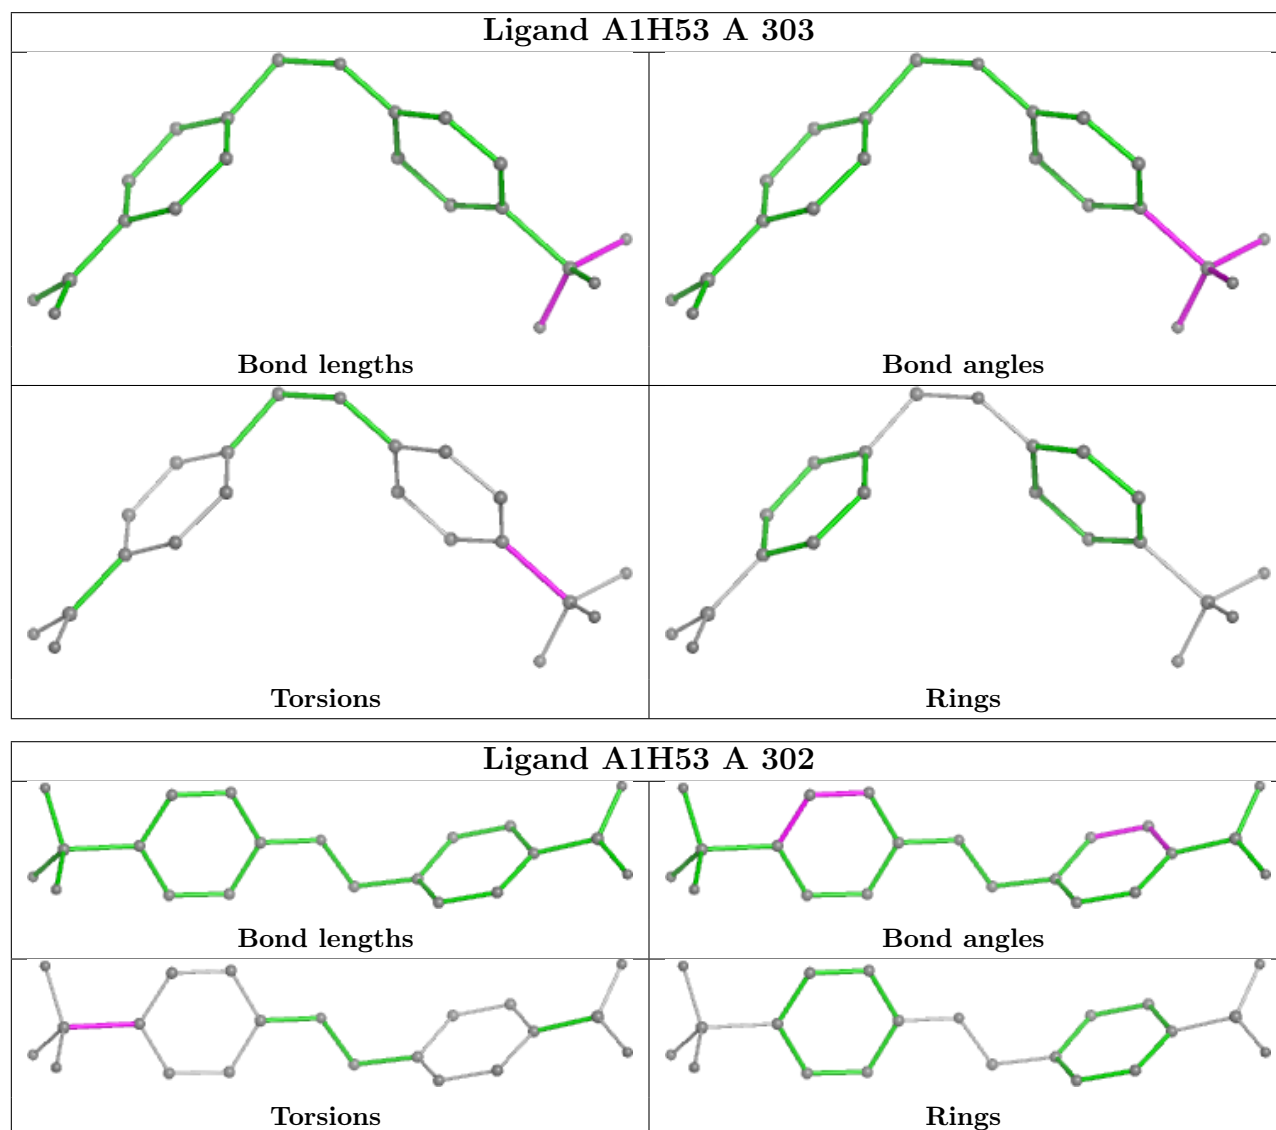 Ligand A1H53 A 303
Bond lengths
Bond angles
Torsions
Rings
Ligand A1H53 A 302
Bond lengths
Bond angles
Torsions
Rings